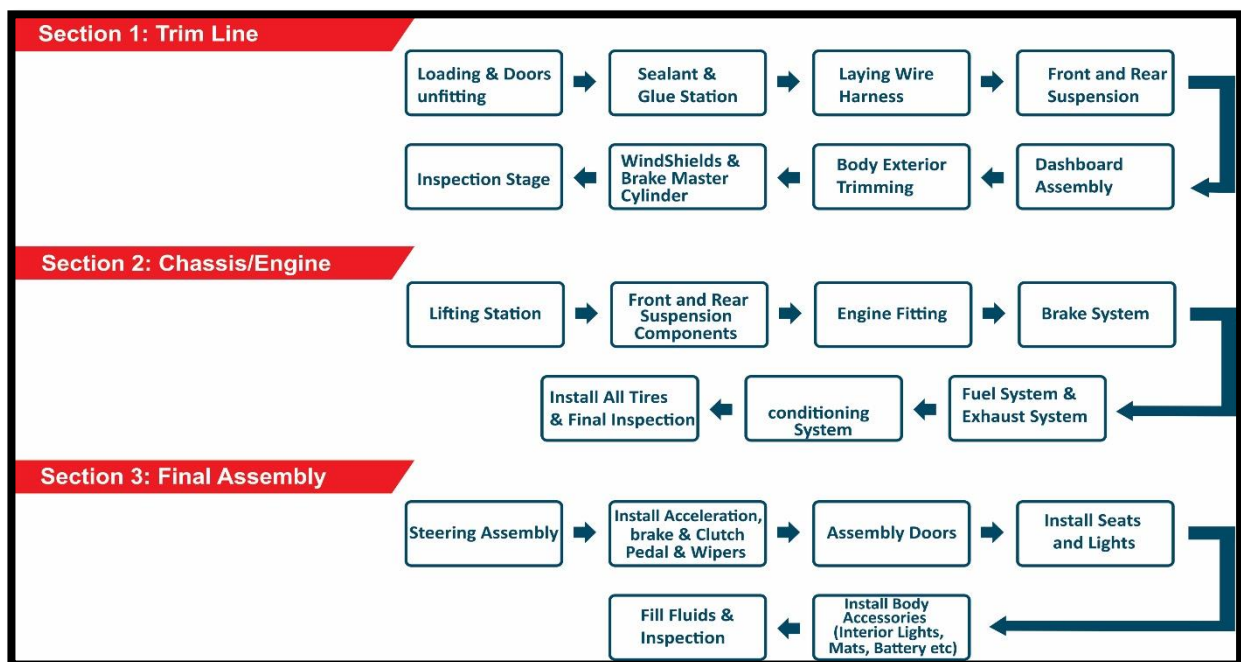 Section 1: Trim Line
Loading & Doors
unfitting
Sealant &
Glue Station
Laying Wire
Harness
Front and Rear
Suspension
Dashboard
Assembly
Body Exterior
Trimming
WindShields &
Brake Master
Cylinder
Inspection Stage
Section 2: Chassis/Engine
Lifting Station
Front and Rear
Suspension
Components
Engine Fitting
Brake System
Fuel System &
Exhaust System
conditioning
System
Install All Tires
& Final Inspection
Section 3: Final Assembly
Steering Assembly
Install Acceleration,
brake & Clutch
Pedal & Wipers
Assembly Doors
Install Seats
and Lights
Install Body
Accessories
(Interior Lights,
Mats, Battery etc)
Fill Fluids &
Inspection